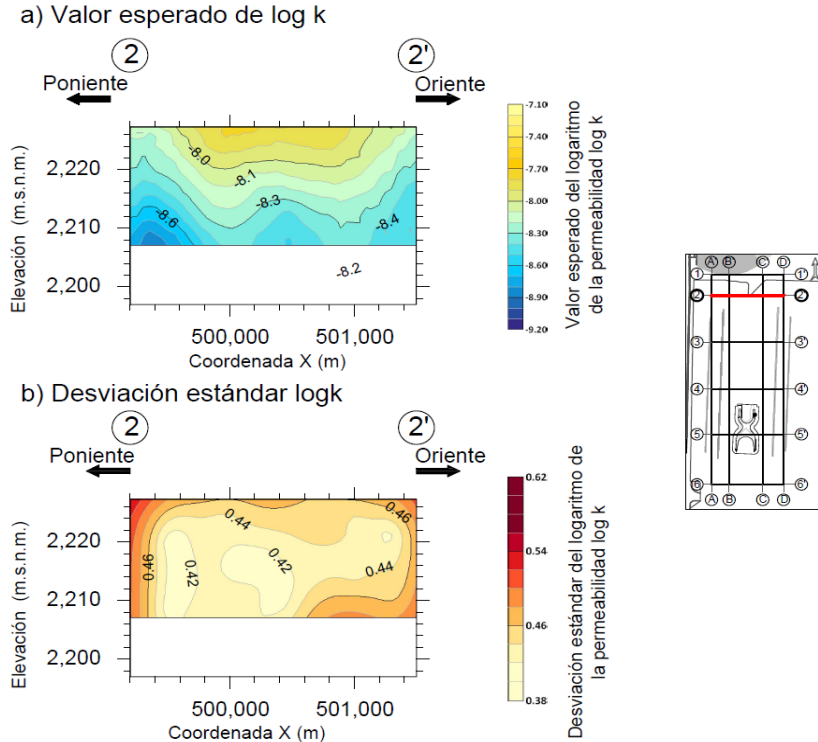 a) Valor esperado de log k
2
2'
Poniente
Oriente
Elevación (m.s.n.m.)
2,220
2,210
2,200
-8.0
-8.1
-8.3
-8.6
-8.4
-8.2
500,000
501,000
Coordenada X (m)
-7.10
-7.40
-7.70
-8.00
-8.30
-8.60
-8.90
-9.20
Valor esperado del logaritmo
de la permeabilidad log k
b) Desviación estándar logk
2
2'
Poniente
Oriente
Elevación (m.s.n.m.)
2,220
2,210
2,200
0.44
0.46
0.46
0.42
0.42
0.44
500,000
501,000
Coordenada X (m)
0.62
0.54
0.46
0.38
Desviación estándar del logaritmo de
la permeabilidad log k
A B C D
1 1'
2 2'
3 3'
4 4'
5 5'
6 6'
A B C D